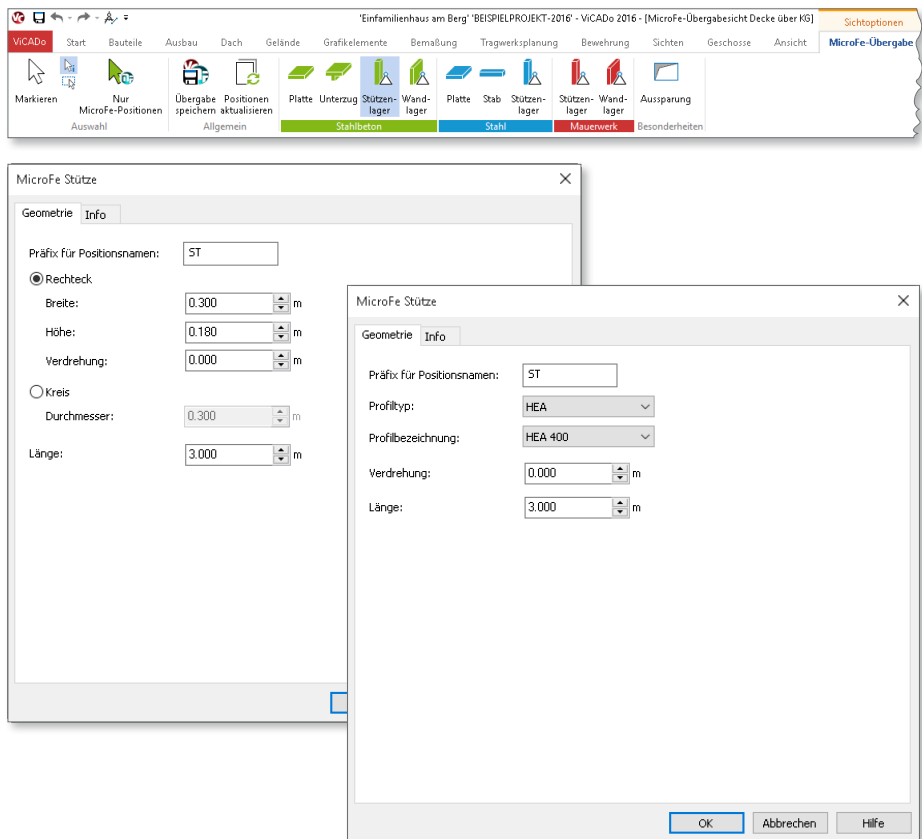 'Einfamilienhaus am Berg' 'BEISPIELPROJEKT-2016' - ViCADo 2016 - [MicroFe-Übergabesicht Decke über KG]
Sichtoptionen
ViCADo Start Bauteile Ausbau Dach Gelände Grafikelemente Bemaßung Tragwerksplanung Bewehrung Sichten Geschosse Ansicht MicroFe-Übergabe
Markieren
Nur MicroFe-Positionen
Übergabe speichern
Positionen aktualisieren
Platte
Unterzug
Stützen-lager
Wand-lager
Platte
Stab
Stützen-lager
Stützen-lager
Wand-lager
Aussparung
Auswahl
Allgemein
Stahlbeton
Stahl
Mauerwerk
Besonderheiten
MicroFe Stütze
Geometrie Info
Präfix für Positionsnamen: ST
Rechteck
Breite: 0.300 m
Höhe: 0.180 m
Verdrehung: 0.000 m
Kreis
Durchmesser: 0.300 m
Länge: 3.000 m
MicroFe Stütze
Geometrie Info
Präfix für Positionsnamen: ST
Profiltyp: HEA
Profilbezeichnung: HEA 400
Verdrehung: 0.000 m
Länge: 3.000 m
OK Abbrechen Hilfe